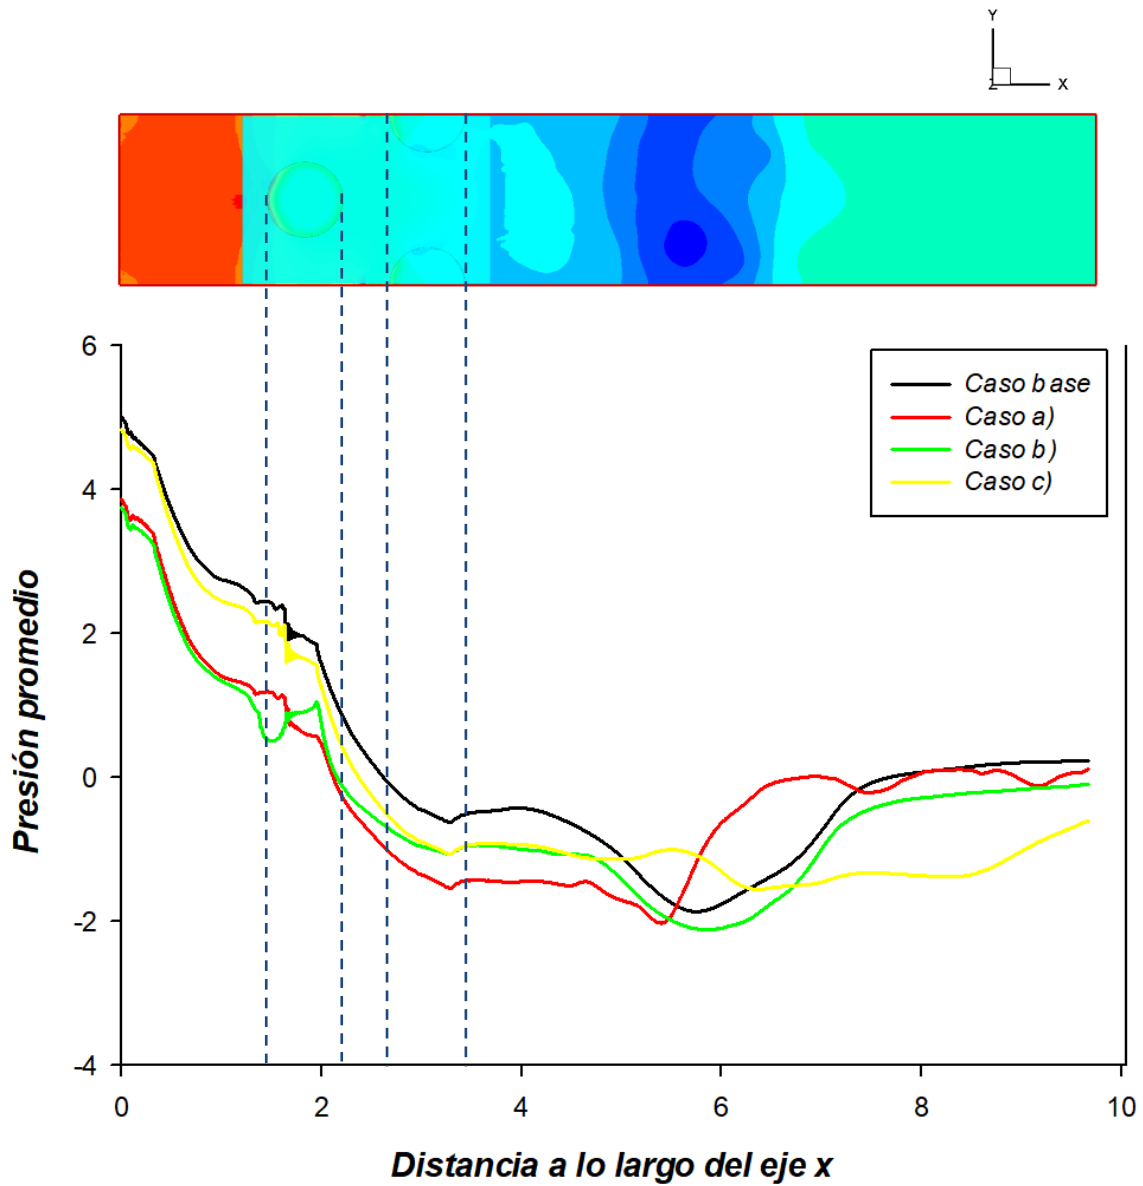 Y
Z
X
6
4
2
0
-2
-4
Presión promedio
Caso base
Caso a)
Caso b)
Caso c)
0
2
4
6
8
10
Distancia a lo largo del eje x